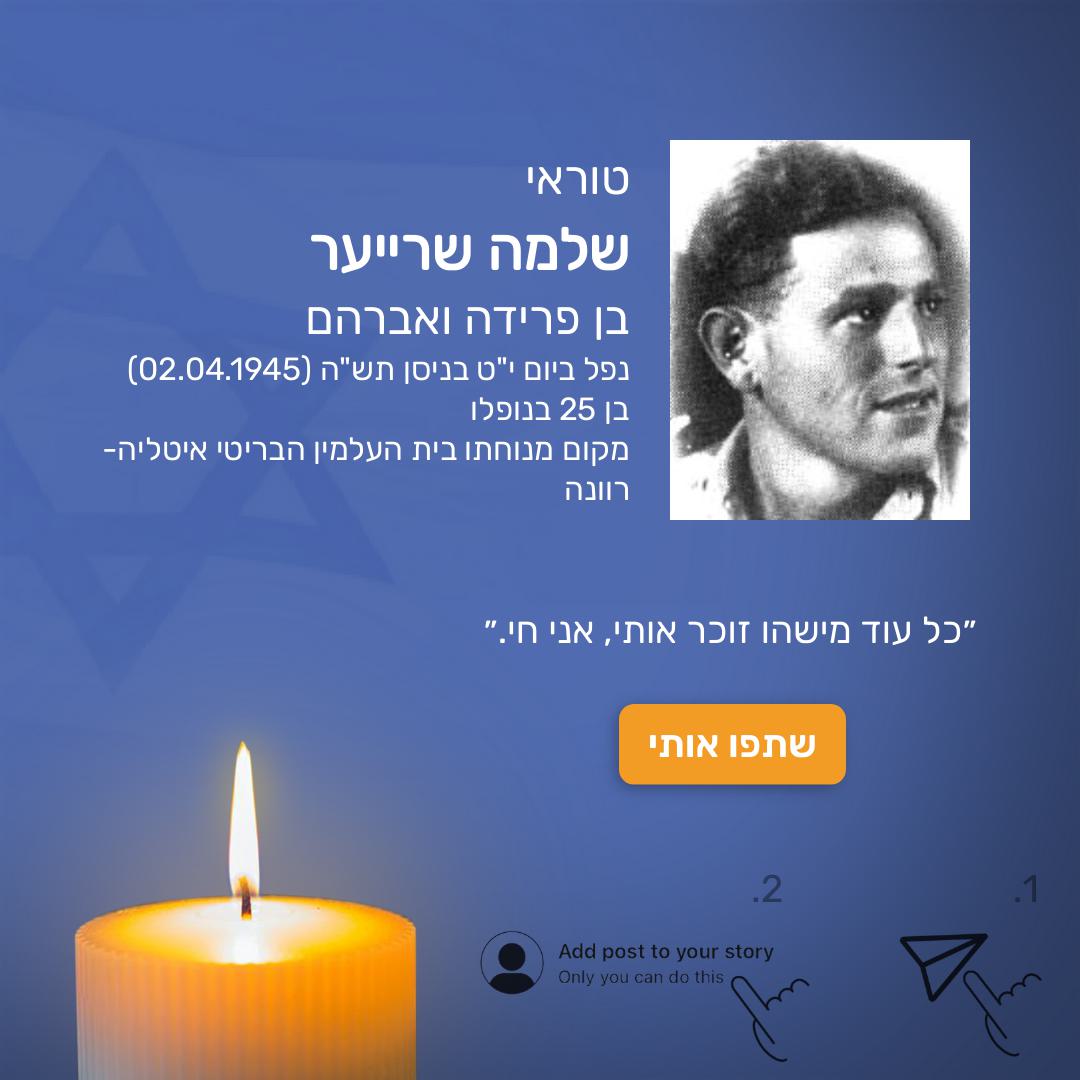 טוראי
שלמה שרייער
בן פרידה ואברהם
נפל ביום י"ט בניסן תש"ה (02.04.1945)
בן 25 בנופלו
מקום מנוחתו בית העלמין הבריטי איטליה-
רוונה
״כל עוד מישהו זוכר אותי, אני חי.״
שתפו אותי
.1
.2
Add post to your story
Only you can do this